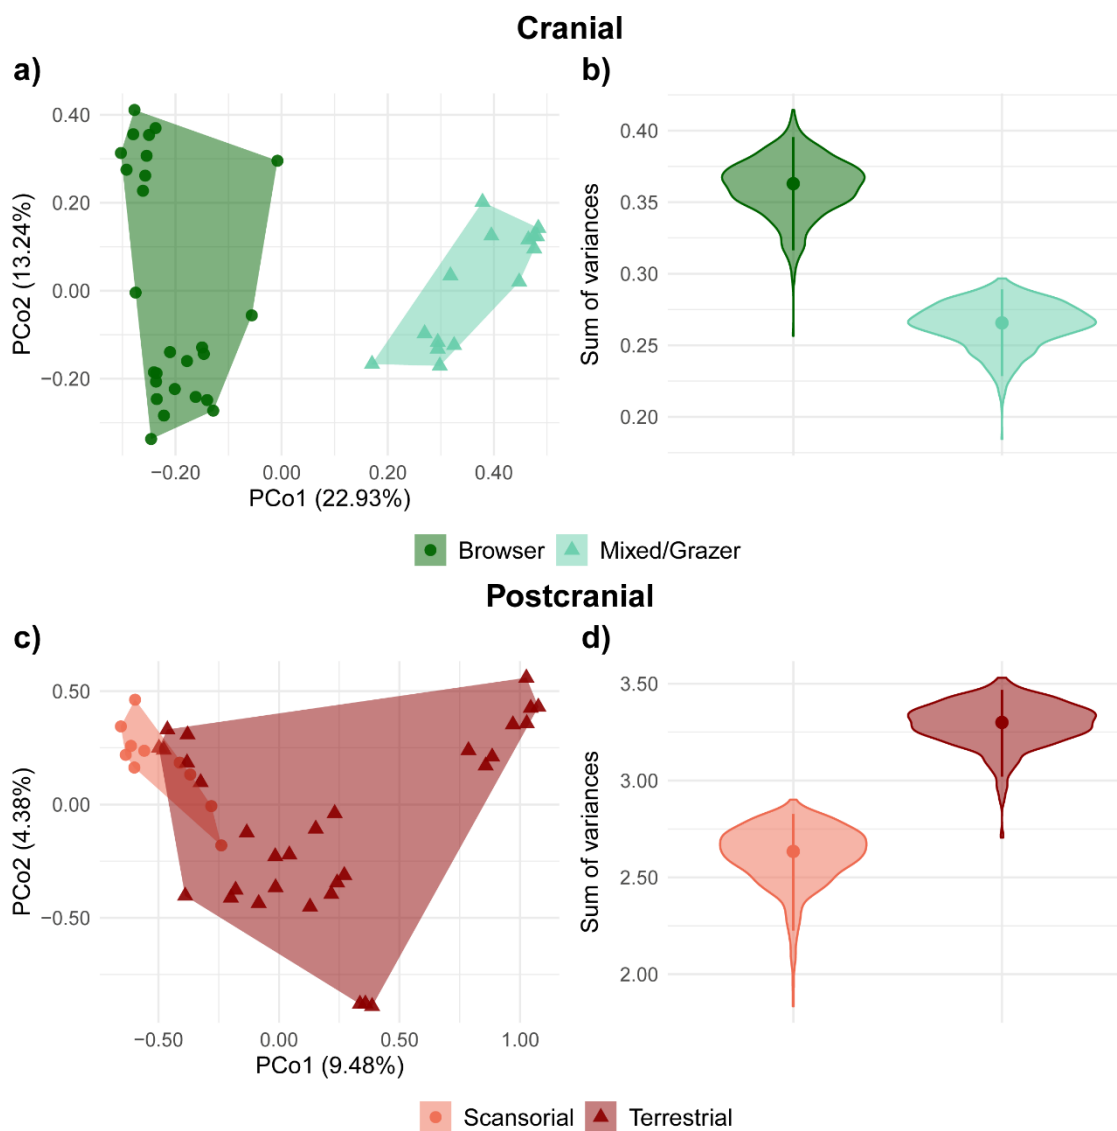 Cranial
a)
b)
0.40
0.20
0.00
−0.20
PCo2 (13.24%)
−0.20
0.00
0.20
0.40
PCo1 (22.93%)
0.40
0.35
0.30
0.25
0.20
Sum of variances
Browser
Mixed/Grazer
Postcranial
c)
d)
0.50
0.00
−0.50
PCo2 (4.38%)
−0.50
0.00
0.50
1.00
PCo1 (9.48%)
3.50
3.00
2.50
2.00
Sum of variances
Scansorial
Terrestrial